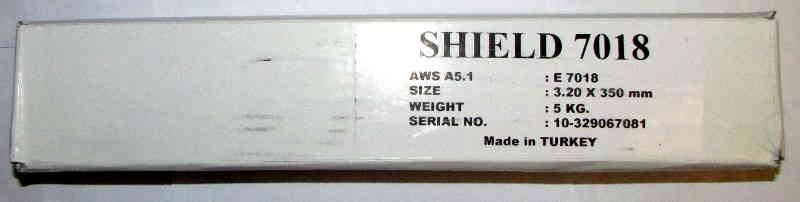 SHIELD 7018
AWS A5.1 : E 7018
SIZE : 3.20 X 350 mm
WEIGHT : 5 KG.
SERIAL NO. : 10-329067081
Made in TURKEY